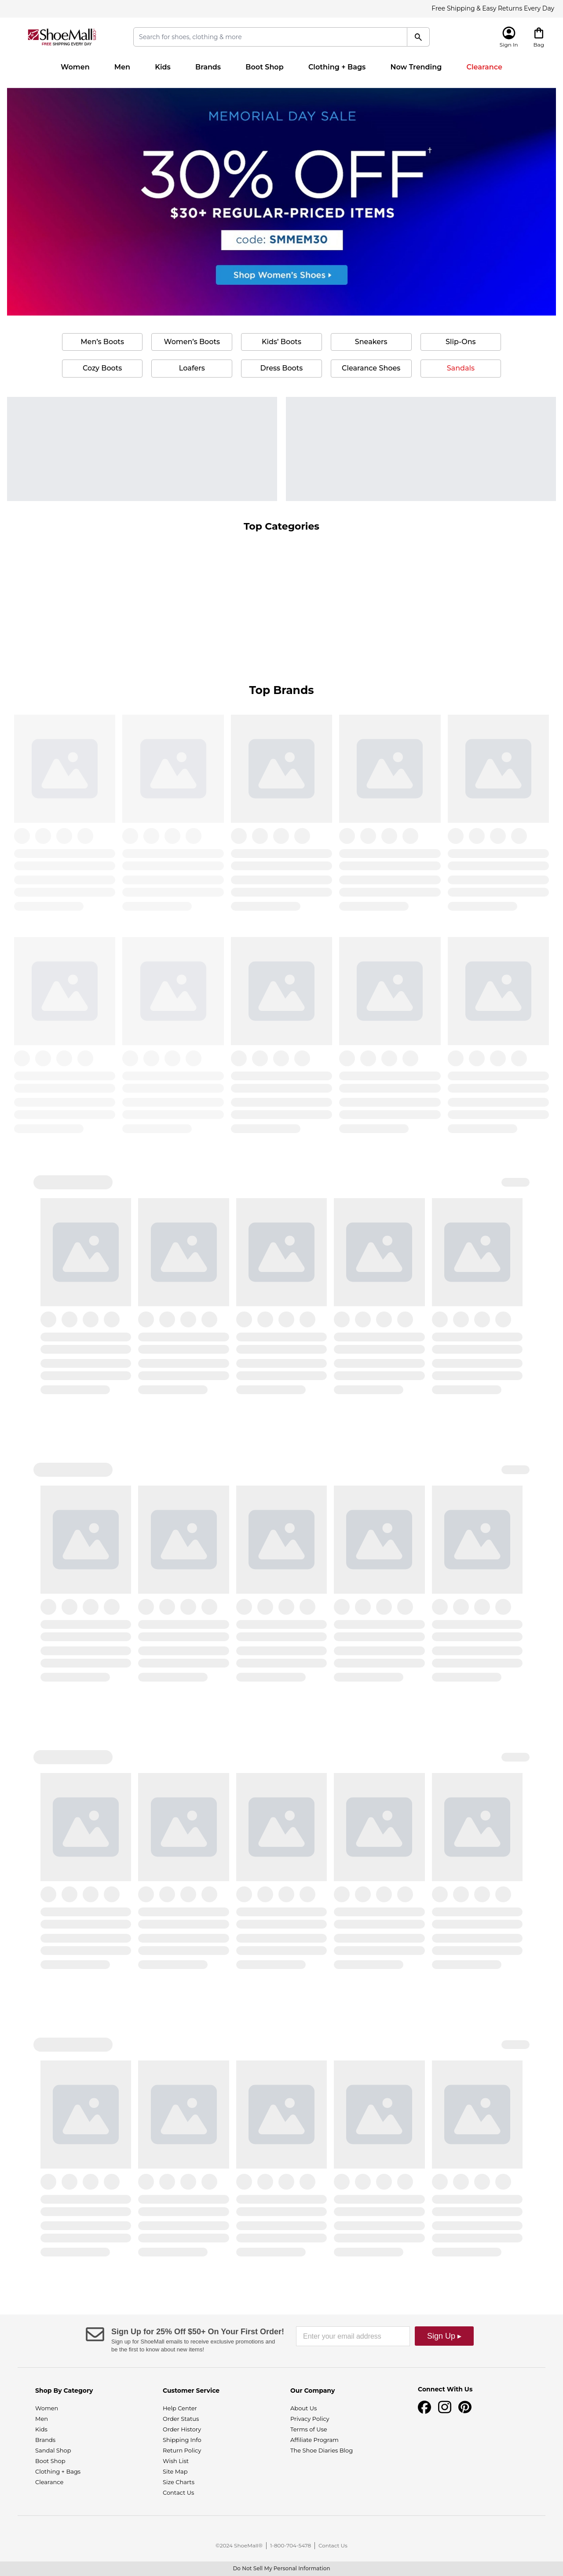 Free Shipping & Easy Returns Every Day
ShoeMall.com
FREE SHIPPING EVERY DAY
Search for shoes, clothing & more
Sign In
Bag
Women Men Kids Brands Boot Shop Clothing + Bags Now Trending Clearance
MEMORIAL DAY SALE
30% OFF†
$30+ REGULAR-PRICED ITEMS
code: SMMEM30
Shop Women's Shoes ▸
Men's Boots Women's Boots Kids' Boots Sneakers Slip-Ons
Cozy Boots Loafers Dress Boots Clearance Shoes Sandals
Top Categories
Top Brands
Sign Up for 25% Off $50+ On Your First Order!
Sign up for ShoeMall emails to receive exclusive promotions and
be the first to know about new items!
Enter your email address
Sign Up ▸
Shop By Category
Women
Men
Kids
Brands
Sandal Shop
Boot Shop
Clothing + Bags
Clearance
Customer Service
Help Center
Order Status
Order History
Shipping Info
Return Policy
Wish List
Site Map
Size Charts
Contact Us
Our Company
About Us
Privacy Policy
Terms of Use
Affiliate Program
The Shoe Diaries Blog
Connect With Us
©2024 ShoeMall® | 1-800-704-5478 | Contact Us
Do Not Sell My Personal Information